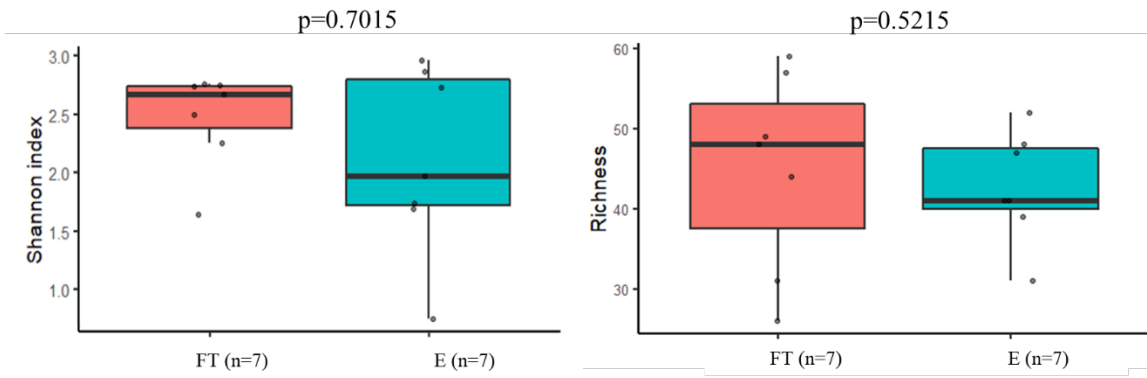 p=0.7015
Shannon index
3.0
2.5
2.0
1.5
1.0
FT (n=7)
E (n=7)
p=0.5215
Richness
60
50
40
30
FT (n=7)
E (n=7)